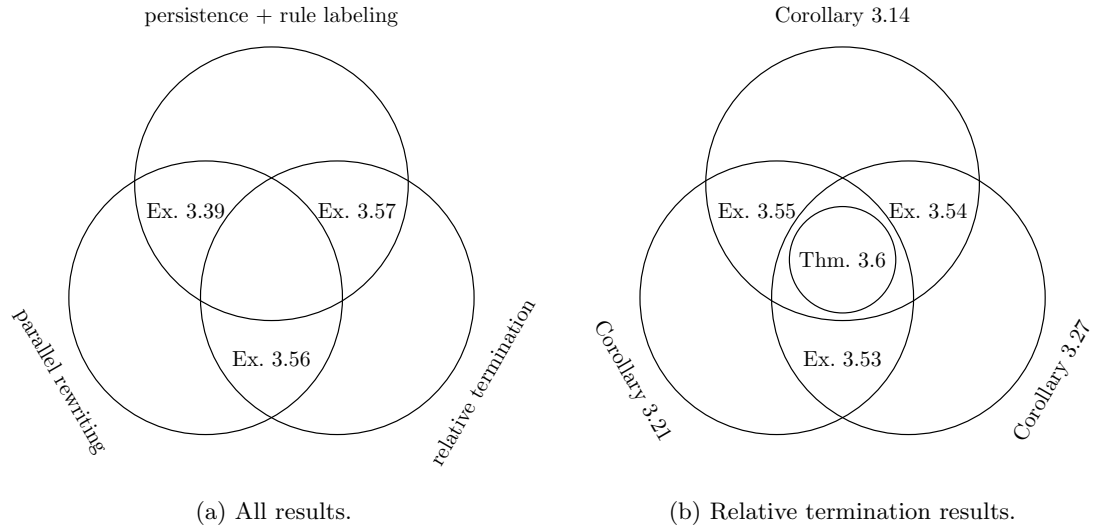 persistence + rule labeling
Ex. 3.39
Ex. 3.57
Ex. 3.56
parallel rewriting
relative termination
(a) All results.
Corollary 3.14
Ex. 3.55
Ex. 3.54
Thm. 3.6
Ex. 3.53
Corollary 3.21
Corollary 3.27
(b) Relative termination results.